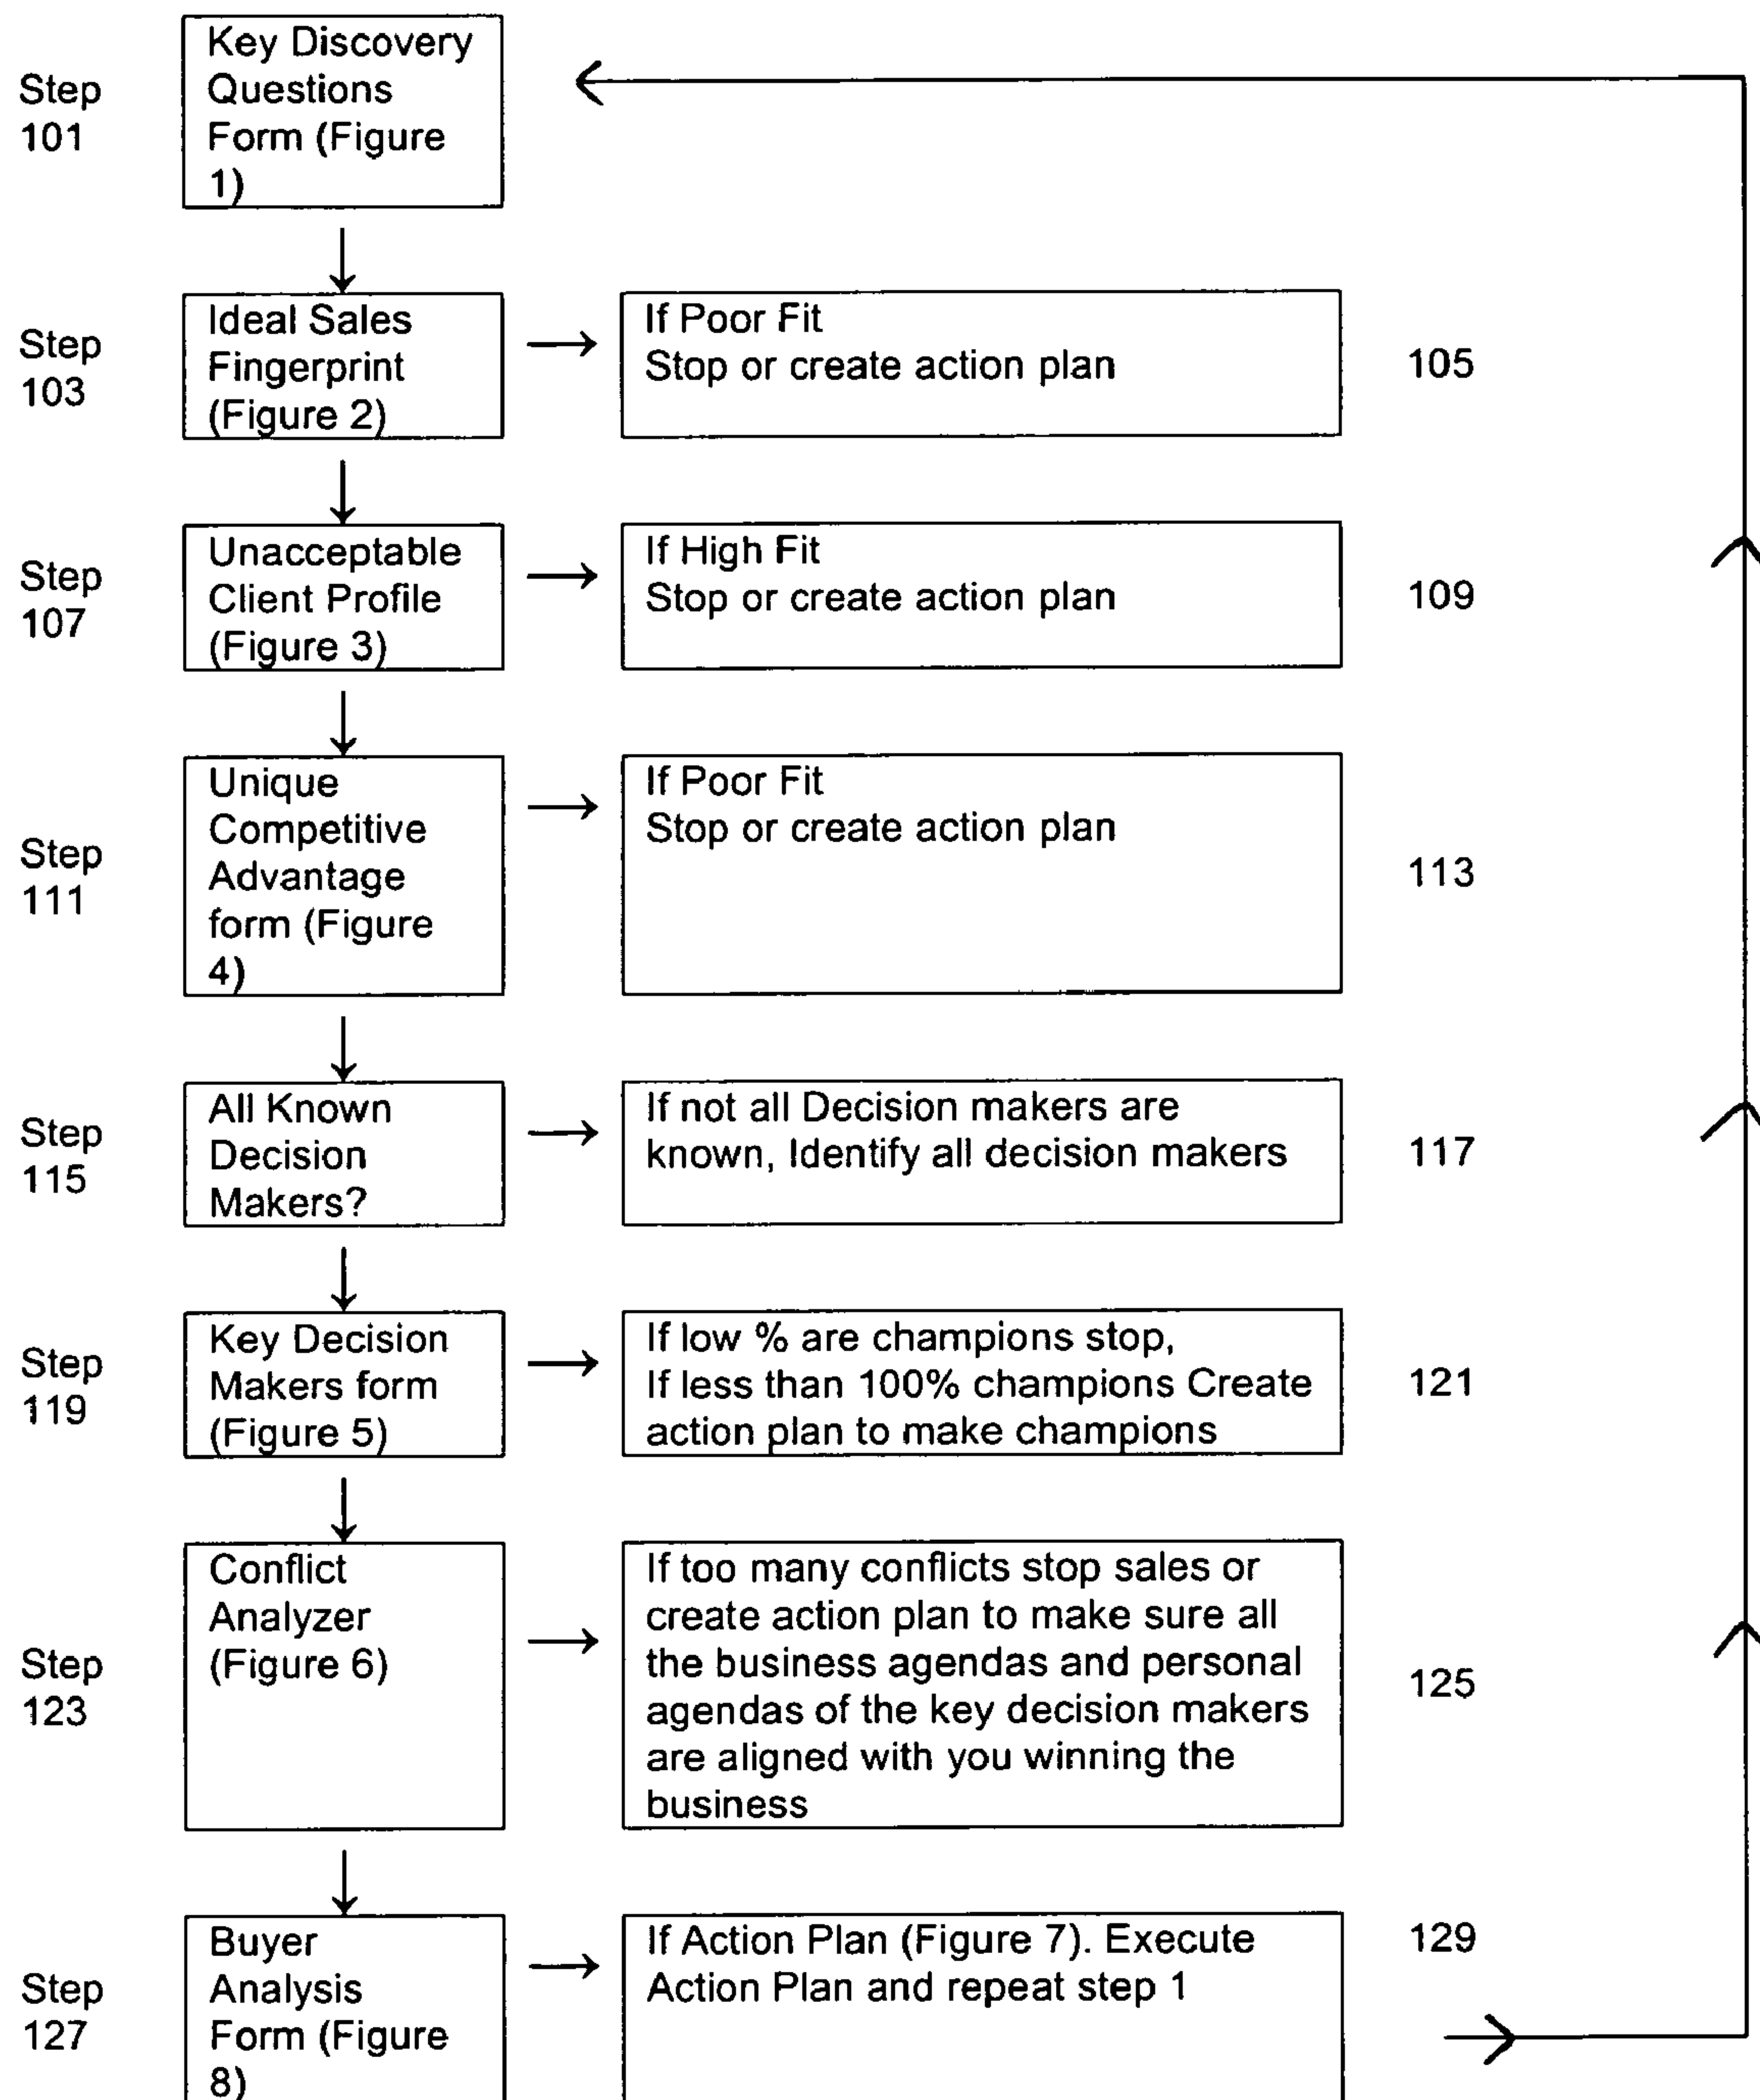 Step
101
Key Discovery
Questions
Form (Figure
1)
Step
103
Ideal Sales
Fingerprint
(Figure 2)
If Poor Fit
Stop or create action plan
105
Step
107
Unacceptable
Client Profile
(Figure 3)
If High Fit
Stop or create action plan
109
Step
111
Unique
Competitive
Advantage
form (Figure
4)
If Poor Fit
Stop or create action plan
113
Step
115
All Known
Decision
Makers?
If not all Decision makers are
known, Identify all decision makers
117
Step
119
Key Decision
Makers form
(Figure 5)
If low % are champions stop,
If less than 100% champions Create
action plan to make champions
121
Step
123
Conflict
Analyzer
(Figure 6)
If too many conflicts stop sales or
create action plan to make sure all
the business agendas and personal
agendas of the key decision makers
are aligned with you winning the
business
125
Step
127
Buyer
Analysis
Form (Figure
8)
If Action Plan (Figure 7). Execute
Action Plan and repeat step 1
129